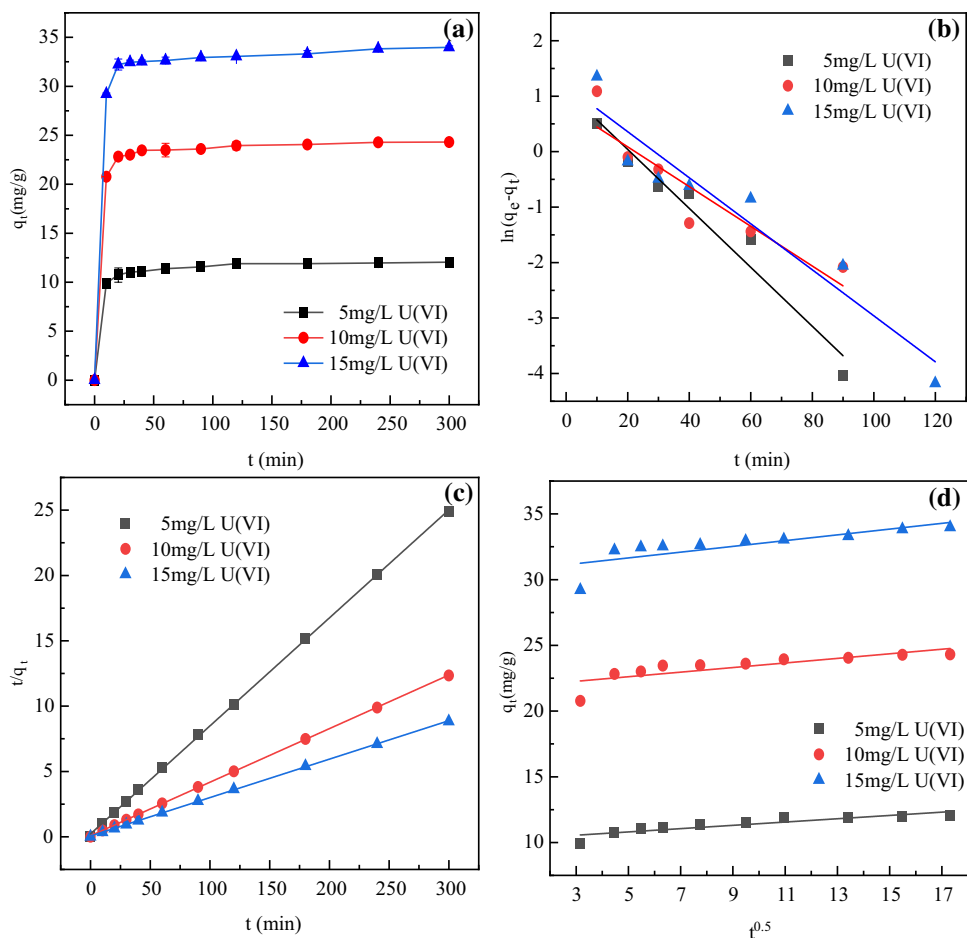 (a)
35
30
25
20
15
10
5
0
qt(mg/g)
5mg/L U(VI)
10mg/L U(VI)
15mg/L U(VI)
0 50 100 150 200 250 300
t (min)
(b)
2
1
0
-1
-2
-3
-4
ln(qe-qt)
5mg/L U(VI)
10mg/L U(VI)
15mg/L U(VI)
0 20 40 60 80 100 120
t (min)
(c)
25
20
15
10
5
0
t/qt
5mg/L U(VI)
10mg/L U(VI)
15mg/L U(VI)
0 50 100 150 200 250 300
t (min)
(d)
35
30
25
20
15
10
qt(mg/g)
5mg/L U(VI)
10mg/L U(VI)
15mg/L U(VI)
3 5 7 9 11 13 15 17
t0.5